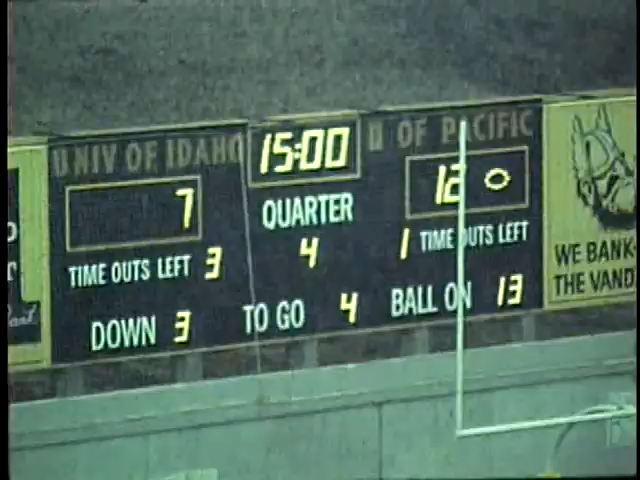 UNIV OF IDAHO
15:00
U OF PACIFIC
7
QUARTER
12
TIME OUTS LEFT 3
4
1 TIME OUTS LEFT
DOWN 3
TO GO 4
BALL ON 13
WE BANK
THE VAND